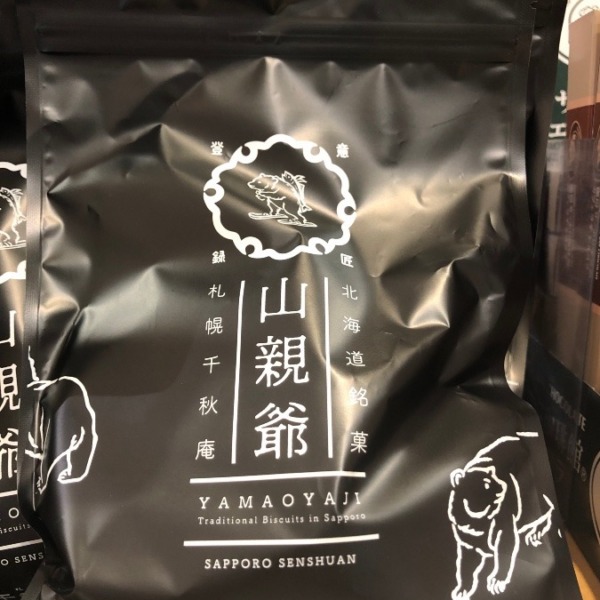 意匠
登録
北海道銘菓
山親爺
札幌千秋庵
YAMAOYAJI
Traditional Biscuits in Sapporo
SAPPORO SENSHUAN